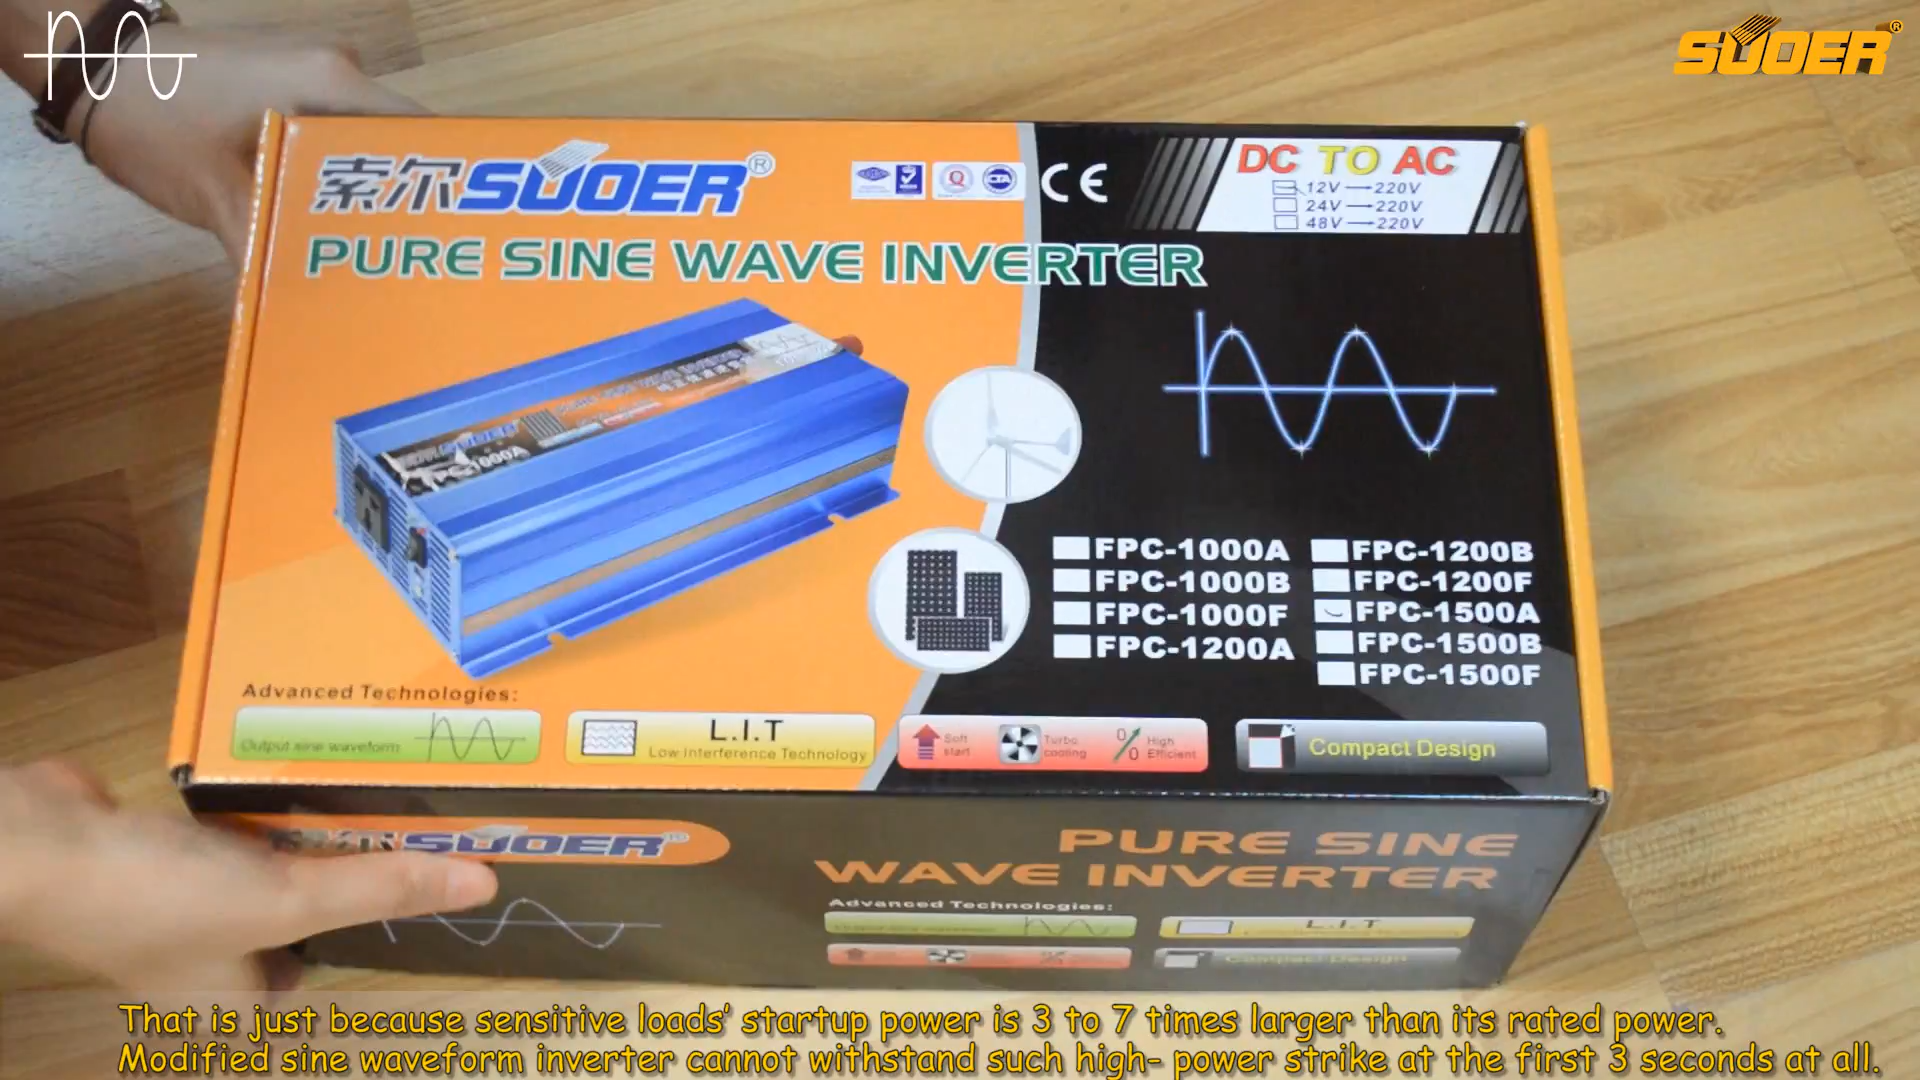 SUOER®
索尔SUOER®
CE
DC TO AC
12V→220V
24V→220V
48V→220V
PURE SINE WAVE INVERTER
SUOER
FPC-1000A
FPC-1000A
FPC-1000B
FPC-1000F
FPC-1200A
FPC-1200B
FPC-1200F
FPC-1500A
FPC-1500B
FPC-1500F
Advanced Technologies:
Output sine waveform
L.I.T
Low Interference Technology
Soft start
Turbo cooling
High Efficient
Compact Design
SUOER®
PURE SINE
WAVE INVERTER
Advanced Technologies:
L.I.T
Compact Design
That is just because sensitive loads' startup power is 3 to 7 times larger than its rated power.
Modified sine waveform inverter cannot withstand such high- power strike at the first 3 seconds at all.